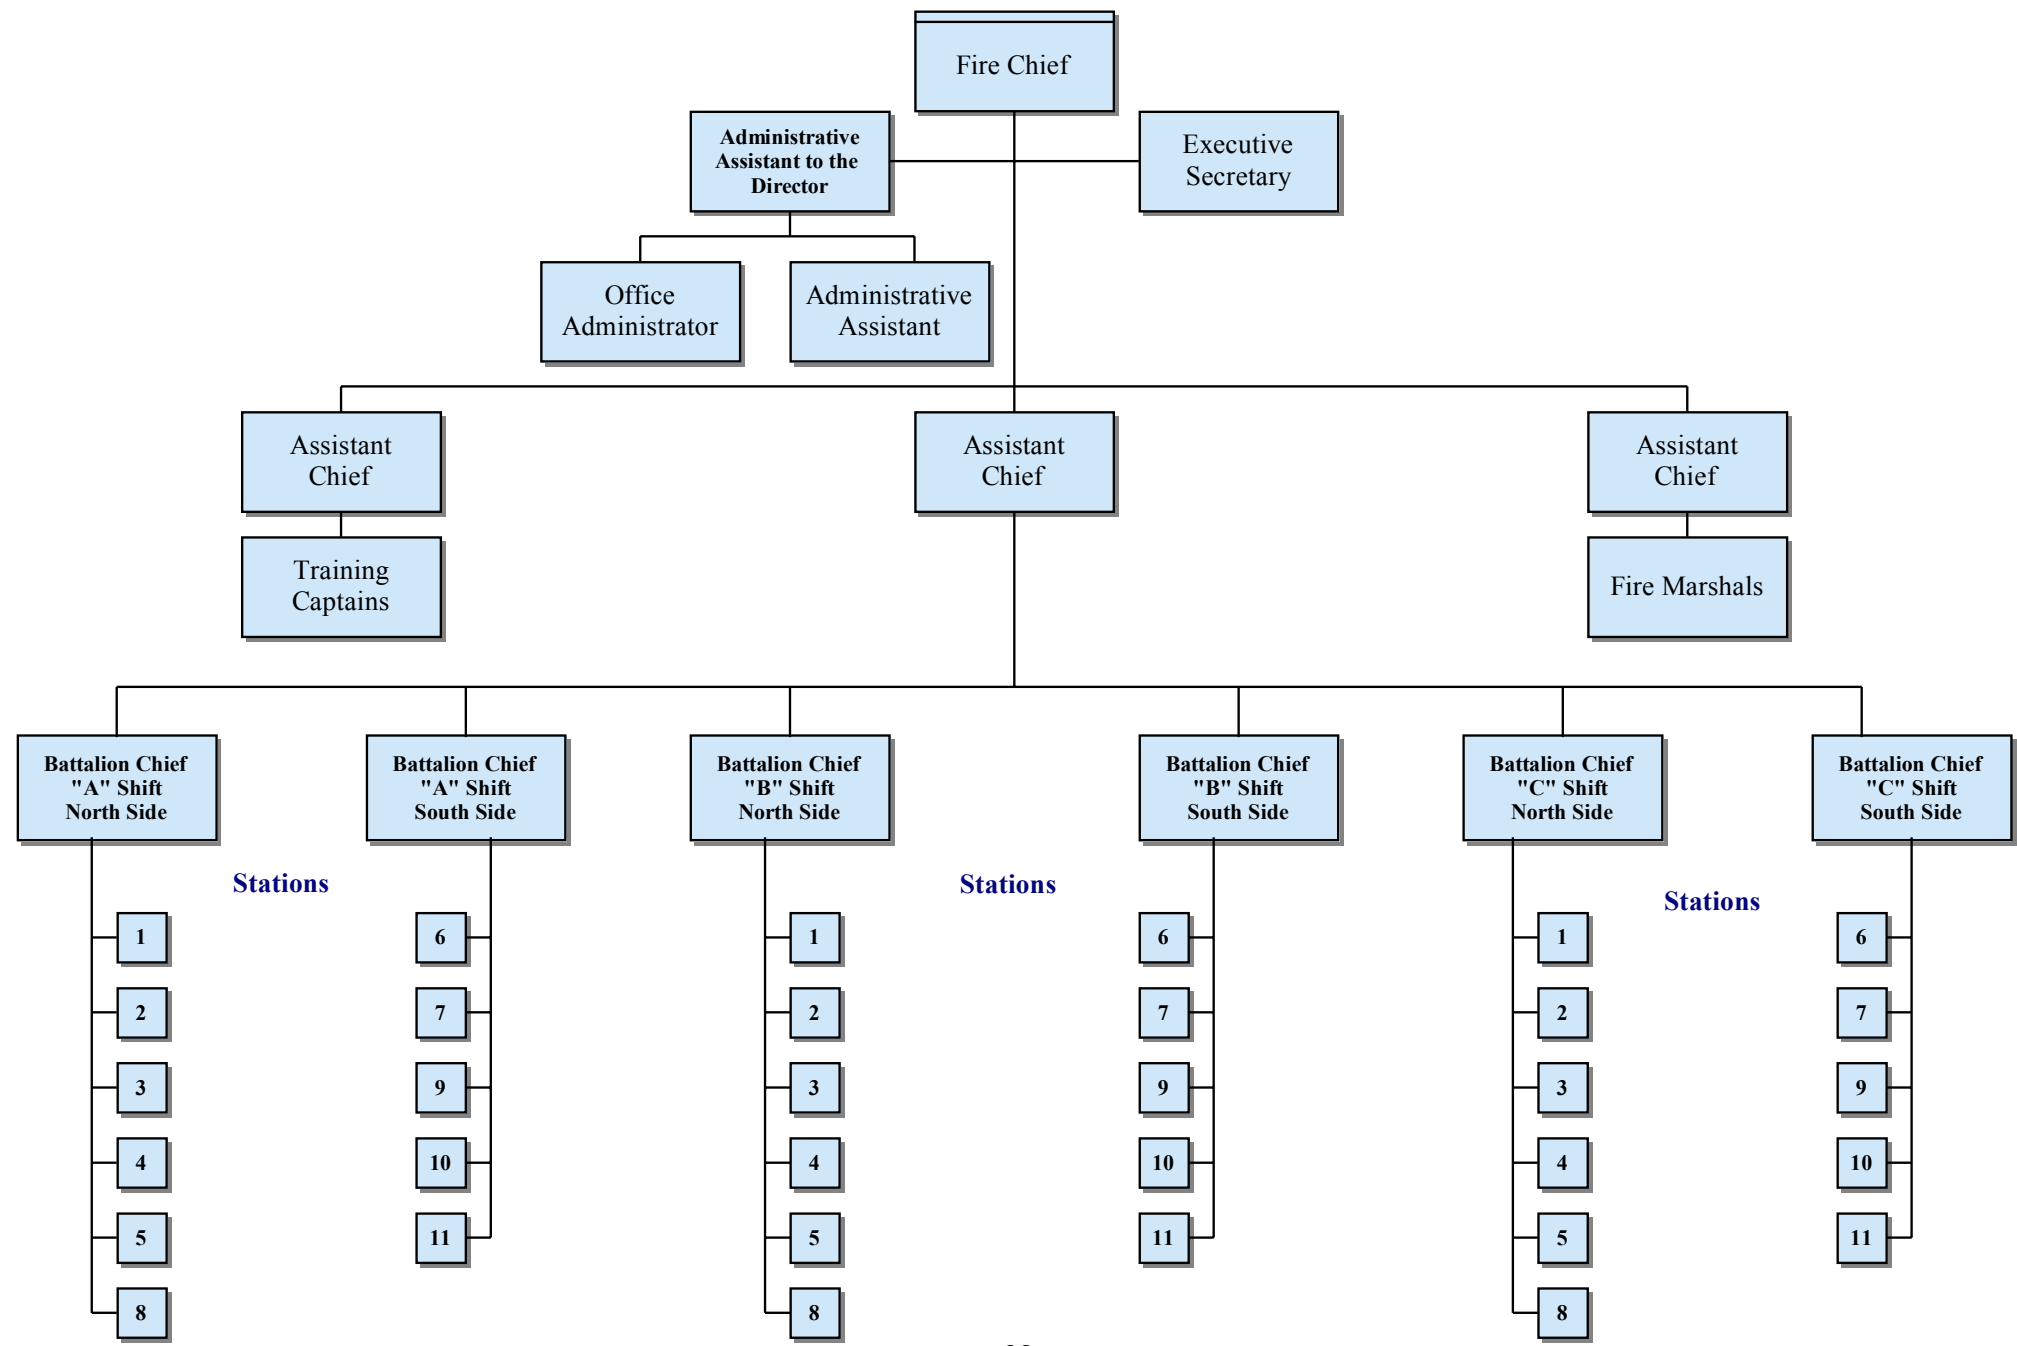 Fire Chief
Administrative
Assistant to the
Director
Executive
Secretary
Office
Administrator
Administrative
Assistant
Assistant
Chief
Assistant
Chief
Assistant
Chief
Training
Captains
Fire Marshals
Battalion Chief
"A" Shift
North Side
Battalion Chief
"A" Shift
South Side
Battalion Chief
"B" Shift
North Side
Battalion Chief
"B" Shift
South Side
Battalion Chief
"C" Shift
North Side
Battalion Chief
"C" Shift
South Side
Stations
1
2
3
4
5
8
6
7
9
10
11
Stations
1
2
3
4
5
8
6
7
9
10
11
Stations
1
2
3
4
5
8
6
7
9
10
11